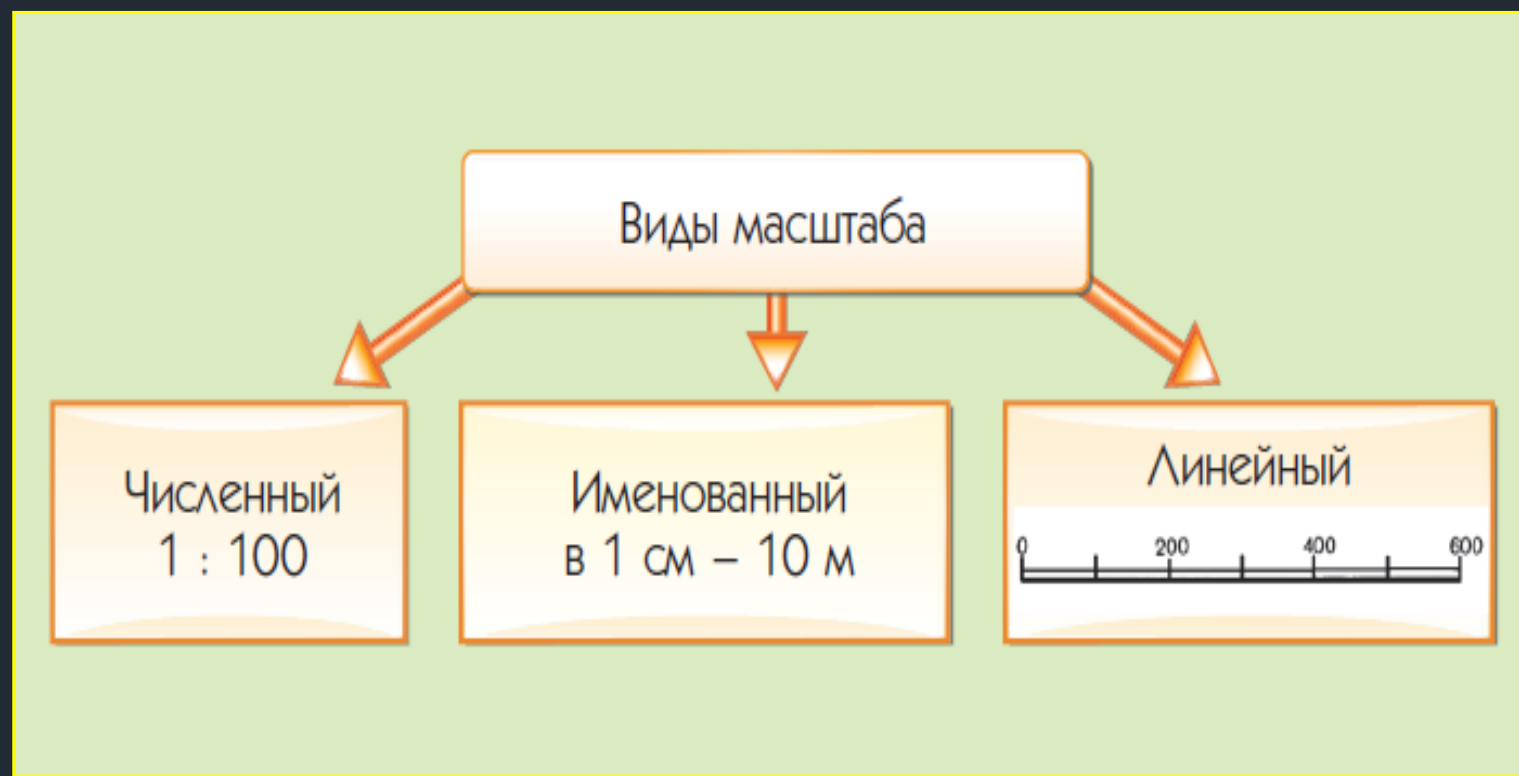 Виды масштаба
Численный
1 : 100
Именованный
в 1 см – 10 м
Линейный
0 200 400 600